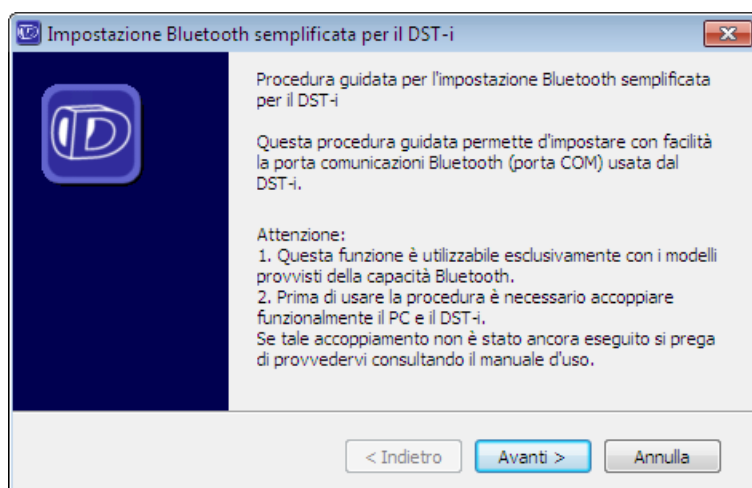 Impostazione Bluetooth semplificata per il DST-i
Procedura guidata per l'impostazione Bluetooth semplificata
per il DST-i
Questa procedura guidata permette d'impostare con facilità
la porta comunicazioni Bluetooth (porta COM) usata dal
DST-i.
Attenzione:
1. Questa funzione è utilizzabile esclusivamente con i modelli
provvisti della capacità Bluetooth.
2. Prima di usare la procedura è necessario accoppiare
funzionalmente il PC e il DST-i.
Se tale accoppiamento non è stato ancora eseguito si prega
di provvedervi consultando il manuale d'uso.
< Indietro
Avanti >
Annulla